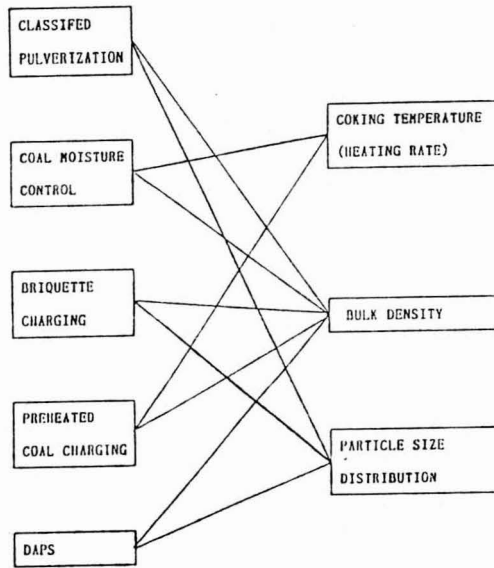 CLASSIFED
PULVERIZATION
COAL MOISTURE
CONTROL
BRIQUETTE
CHARGING
PREHEATED
COAL CHARGING
DAPS
COKING TEMPERATURE
(HEATING RATE)
BULK DENSITY
PARTICLE SIZE
DISTRIBUTION